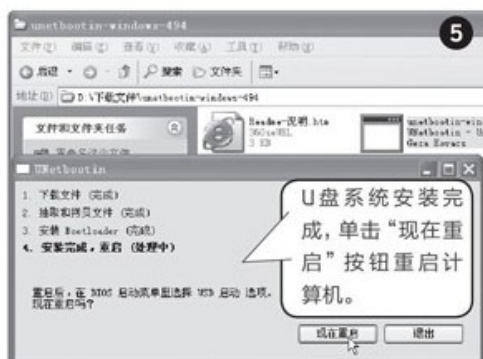 unetbootin-windows-494
5
文件(F) 编辑(E) 查看(V) 收藏(A) 工具(T) 帮助(H)
后退 搜索 文件夹
地址(D) D:\下载文件\unetbootin-windows-494
文件和文件夹任务
Readme-说明.htm
360seURL
3 KB
unetbootin-win
UNetbootin - U
Geza Kovacs
UNetbootin
1. 下载文件 (完成)
2. 抽取和拷贝文件 (完成)
3. 安装 Bootloader (完成)
4. 安装完成，重启 (处理中)
重启后，在 BIOS 启动菜单里选择 USB 启动 选项。
现在重启吗?
U盘系统安装完
成，单击“现在重
启”按钮重启计
算机。
现在重启 退出